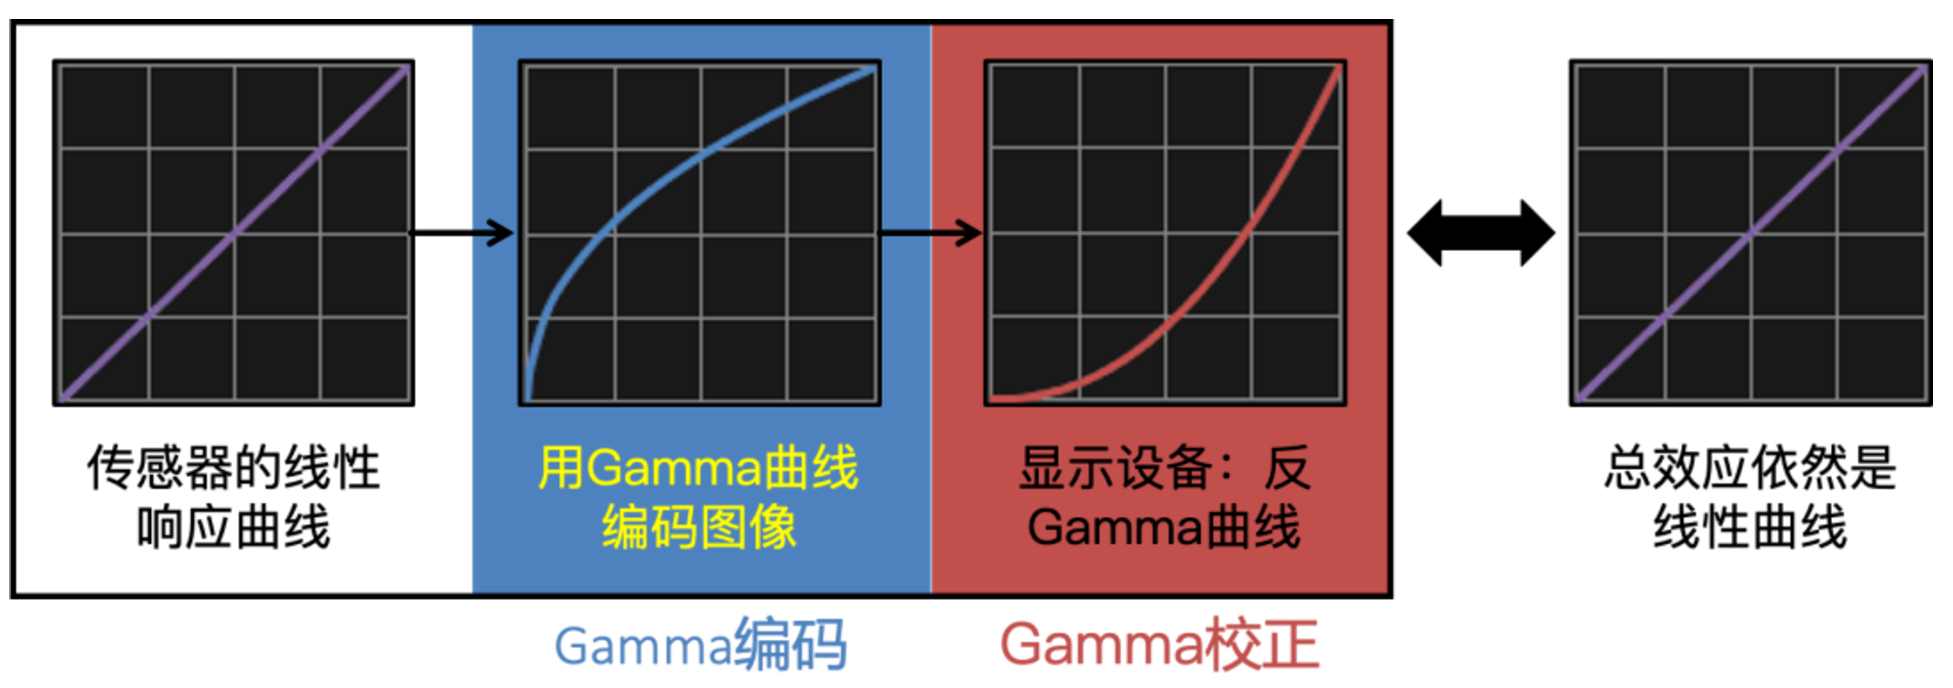 传感器的线性
响应曲线
用Gamma曲线
编码图像
显示设备：反
Gamma曲线
总效应依然是
线性曲线
Gamma编码
Gamma校正